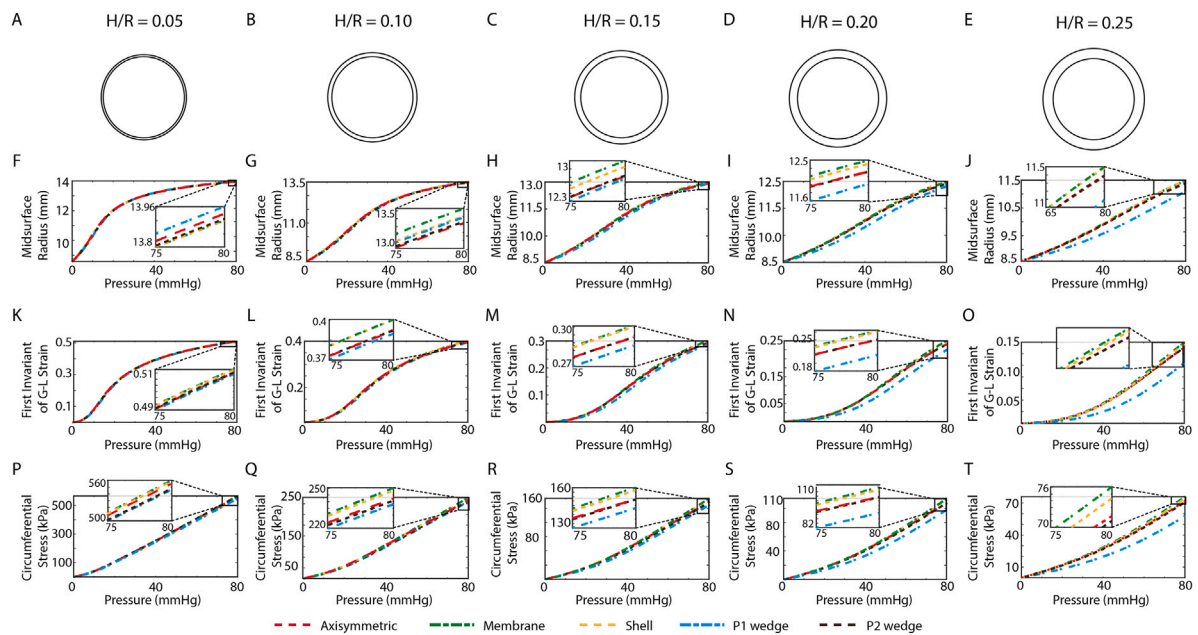 A H/R = 0.05 B H/R = 0.10 C H/R = 0.15 D H/R = 0.20 E H/R = 0.25
F
Midsurface
Radius (mm)
14
12
10
13.96
13.8
75 80
0 40 80
Pressure (mmHg)
G
Midsurface
Radius (mm)
13.5
11.0
8.5
13.5
13.0
75 80
0 40 80
Pressure (mmHg)
H
Midsurface
Radius (mm)
13.0
11.5
10.0
8.5
13
12.3
75 80
0 40 80
Pressure (mmHg)
I
Midsurface
Radius (mm)
12.5
11.5
10.0
8.5
12.5
11.6
75 80
0 40 80
Pressure (mmHg)
J
Midsurface
Radius (mm)
11.5
10.5
9.5
8.5
11.5
11
65 80
0 40 80
Pressure (mmHg)
K
First Invariant
of G-L Strain
0.5
0.3
0.1
0.51
0.49
75 80
0 40 80
Pressure (mmHg)
L
First Invariant
of G-L Strain
0.4
0.2
0.4
0.37
75 80
0 40 80
Pressure (mmHg)
M
First Invariant
of G-L Strain
0.3
0.2
0.1
0.30
0.27
75 80
0 40 80
Pressure (mmHg)
N
First Invariant
of G-L Strain
0.25
0.15
0.05
0.25
0.18
75 80
0 40 80
Pressure (mmHg)
O
First Invariant
of G-L Strain
0.15
0.10
0.05
0 40 80
Pressure (mmHg)
P
Circumferential
Stress (kPa)
500
300
100
560
500
75 80
0 40 80
Pressure (mmHg)
Q
Circumferential
Stress (kPa)
250
150
50
250
220
75 80
0 40 80
Pressure (mmHg)
R
Circumferential
Stress (kPa)
160
80
160
130
75 80
0 40 80
Pressure (mmHg)
S
Circumferential
Stress (kPa)
110
80
40
110
82
75 80
0 40 80
Pressure (mmHg)
T
Circumferential
Stress (kPa)
70
50
30
10
76
70
75 80
0 40 80
Pressure (mmHg)
Axisymmetric Membrane Shell P1 wedge P2 wedge